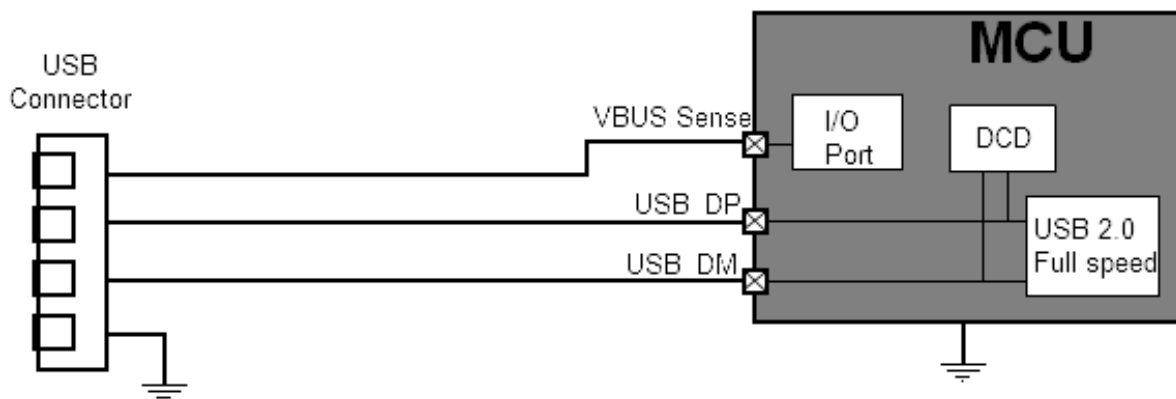 MCU
USB
Connector
VBUS Sense
I/O
Port
DCD
USB DP
USB DM
USB 2.0
Full speed